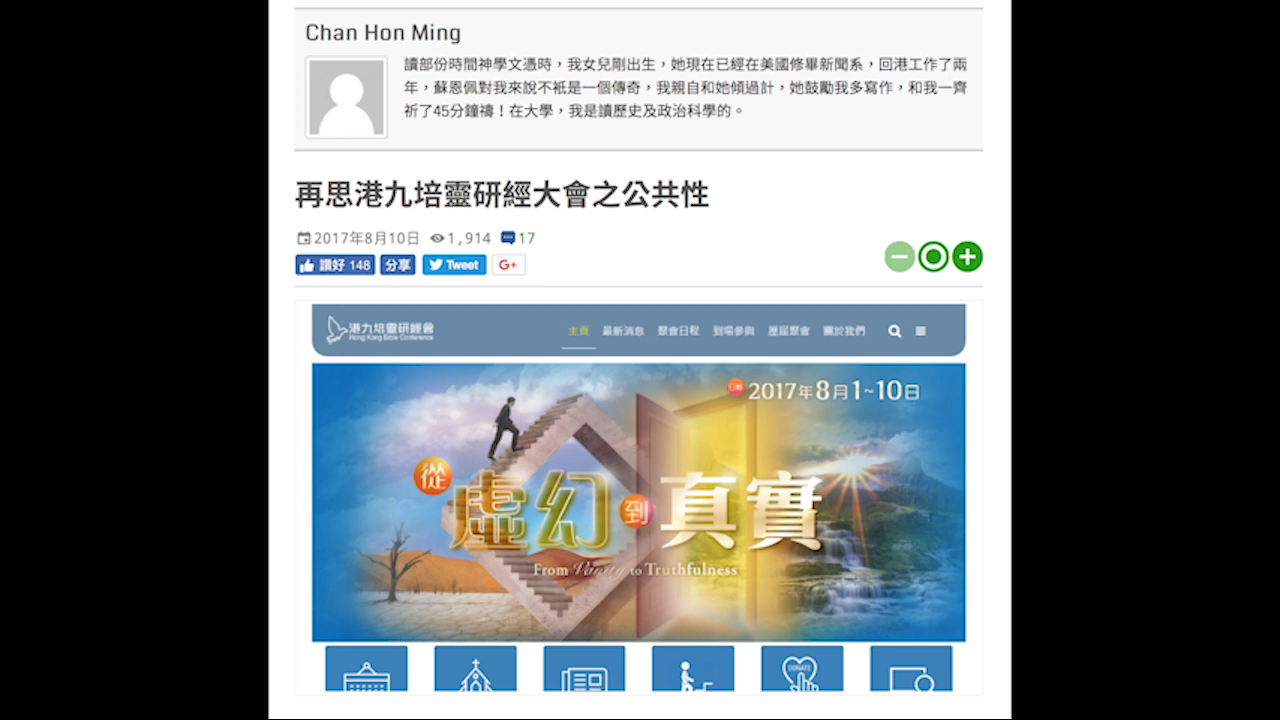 Chan Hon Ming
讀部份時間神學文憑時，我女兒剛出生，她現在已經在美國修畢新聞系，回港工作了兩
年，蘇恩佩對我來說不衹是一個傳奇，我親自和她傾過計，她鼓勵我多寫作，和我一齊
祈了45分鐘禱！在大學，我是讀歷史及政治科學的。
再思港九培靈研經大會之公共性
2017年8月10日 1,914 17
讚好 148 分享 Tweet G+
港九培靈研經會
Hong Kong Bible Conference
主頁 最新消息 聚會日程 到場參與 歷屆聚會 關於我們
日期 2017年8月1~10日
從虛幻到真實
From Vanity to Truthfulness
DONATE